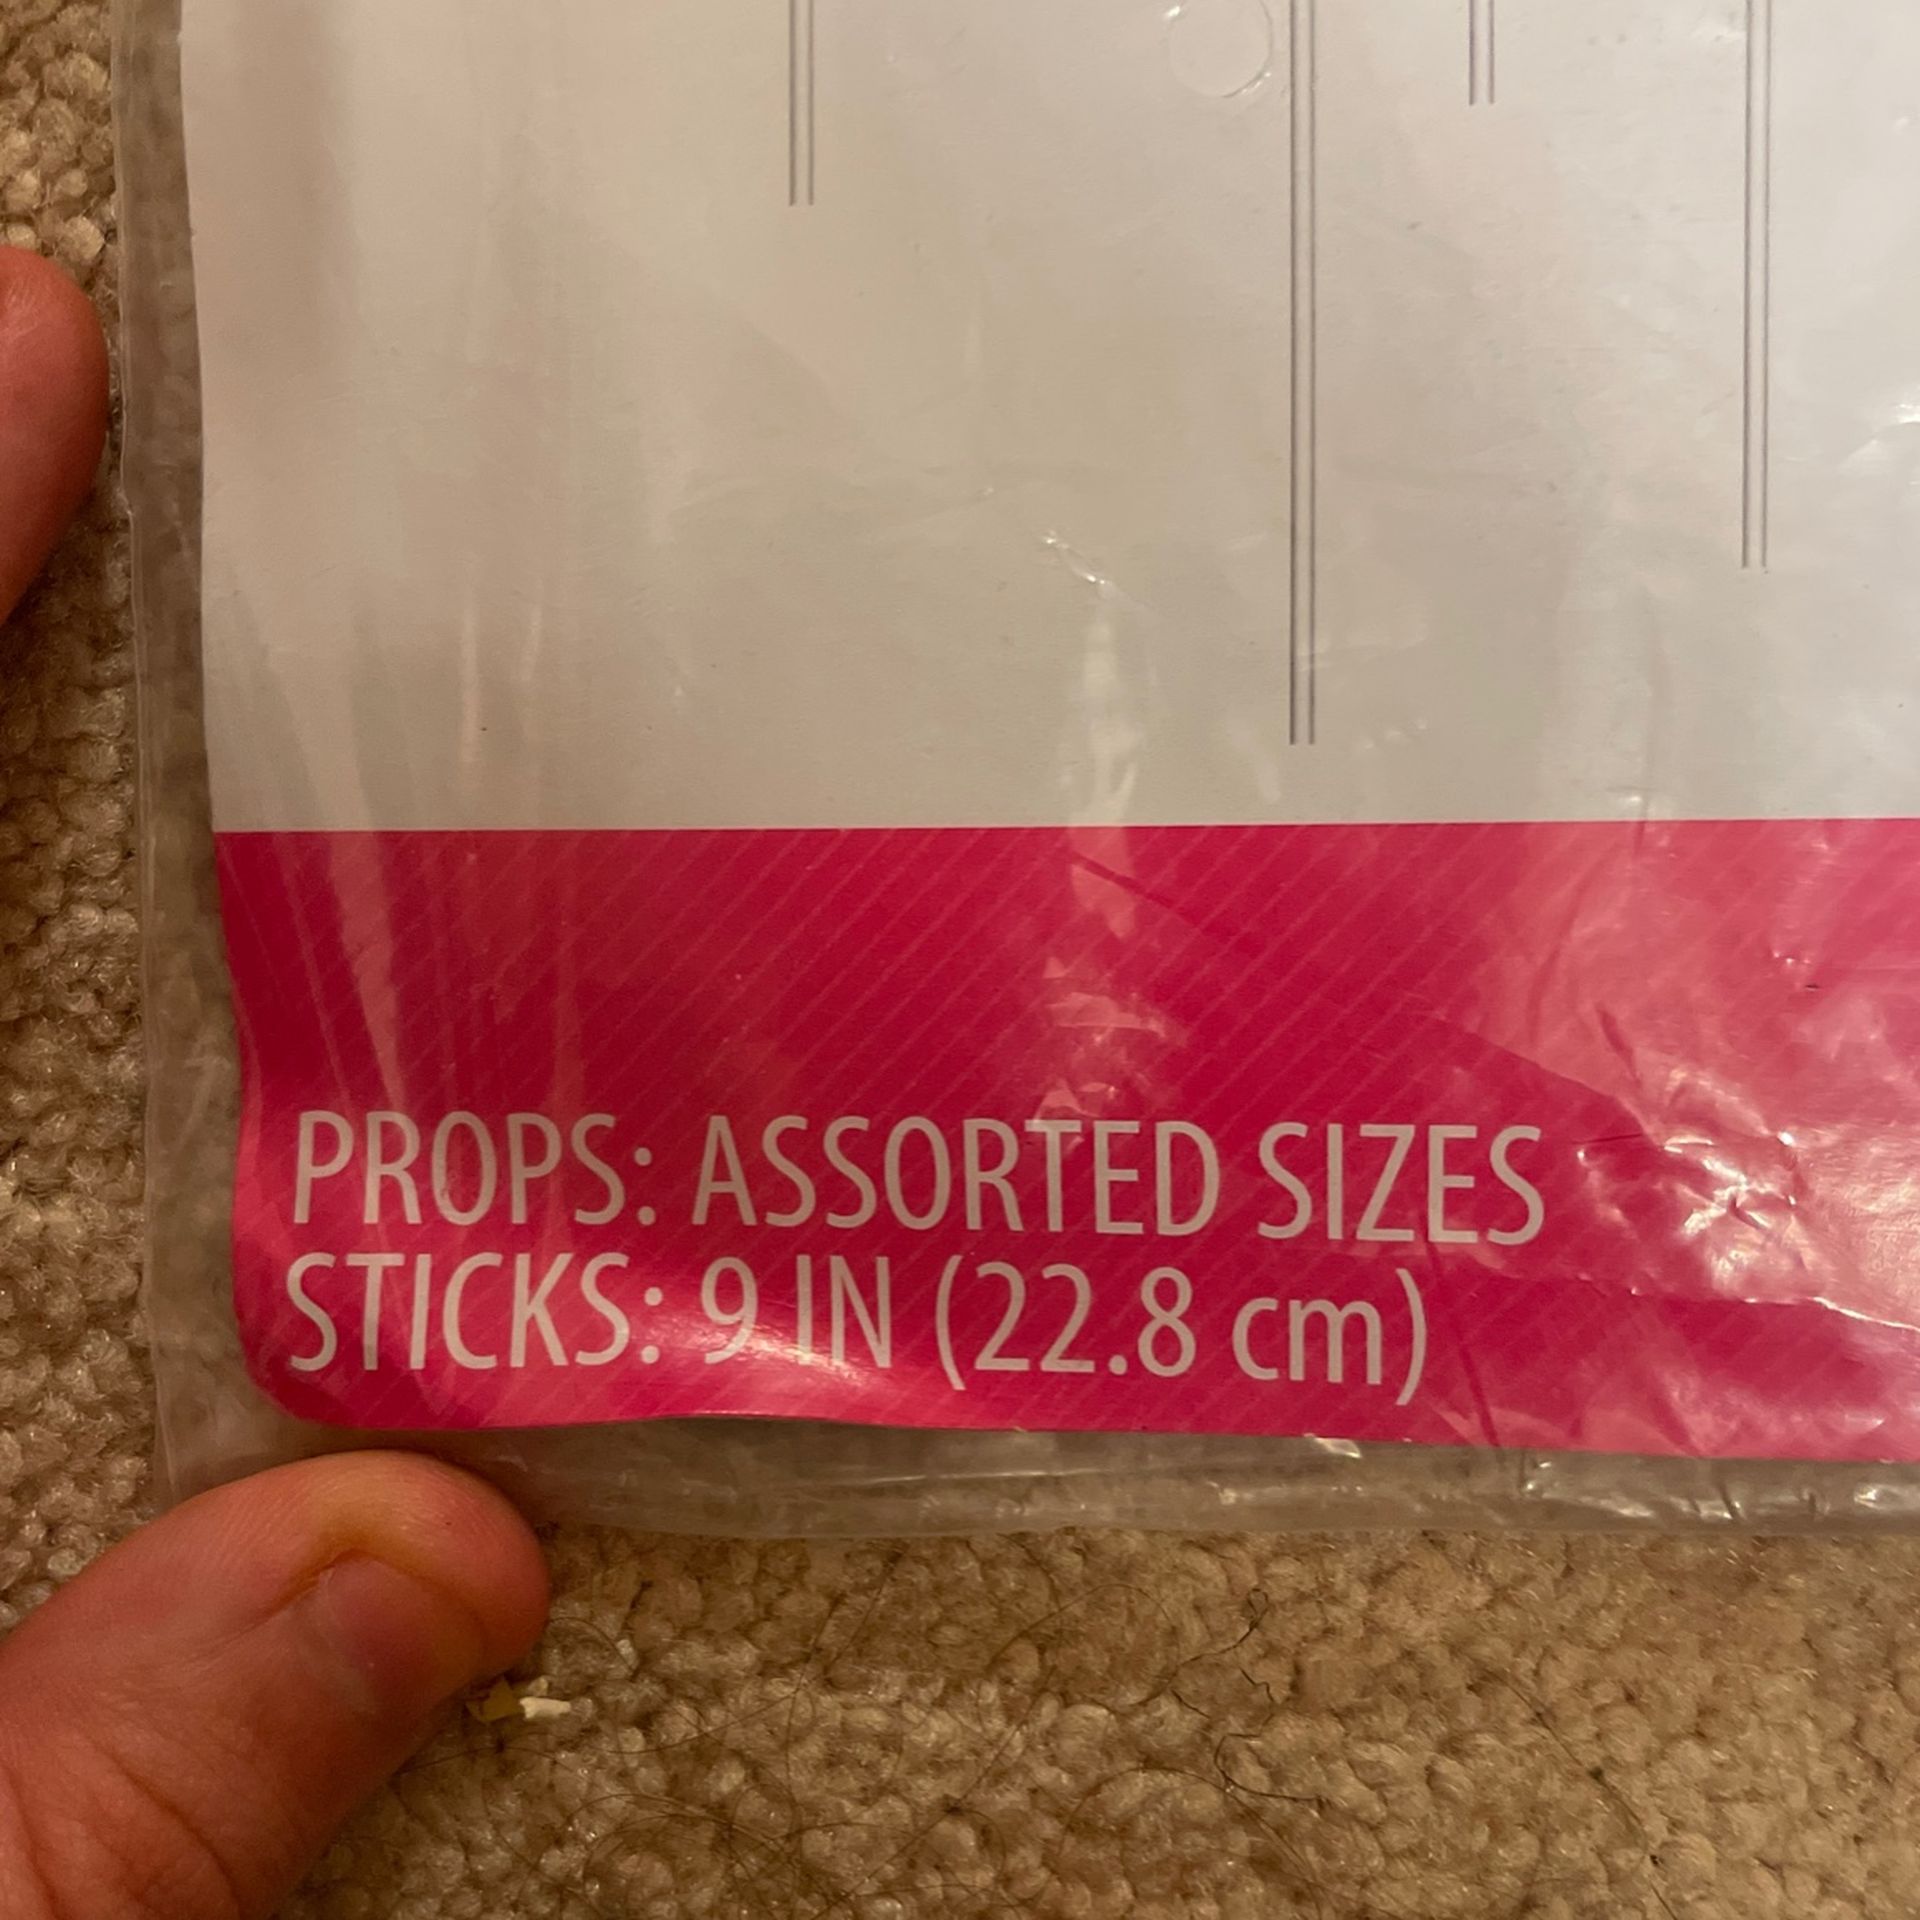 PROPS: ASSORTED SIZES
STICKS: 9 IN (22.8 cm)